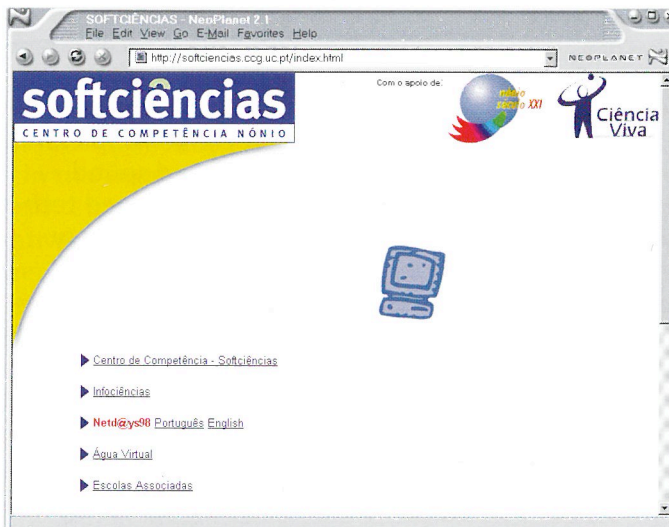 SOFTCIÊNCIAS - NeoPlanet 2.1
File Edit View Go E-Mail Favorites Help
http://softciencias.ccg.uc.pt/index.html
NEOPLANET
softciências
CENTRO DE COMPETÊNCIA NÓNIO
Com o apoio de:
nónio
século XXI
Ciência
Viva
Centro de Competência - Softciências
Infociências
Netd@ys98 Português English
Água Virtual
Escolas Associadas